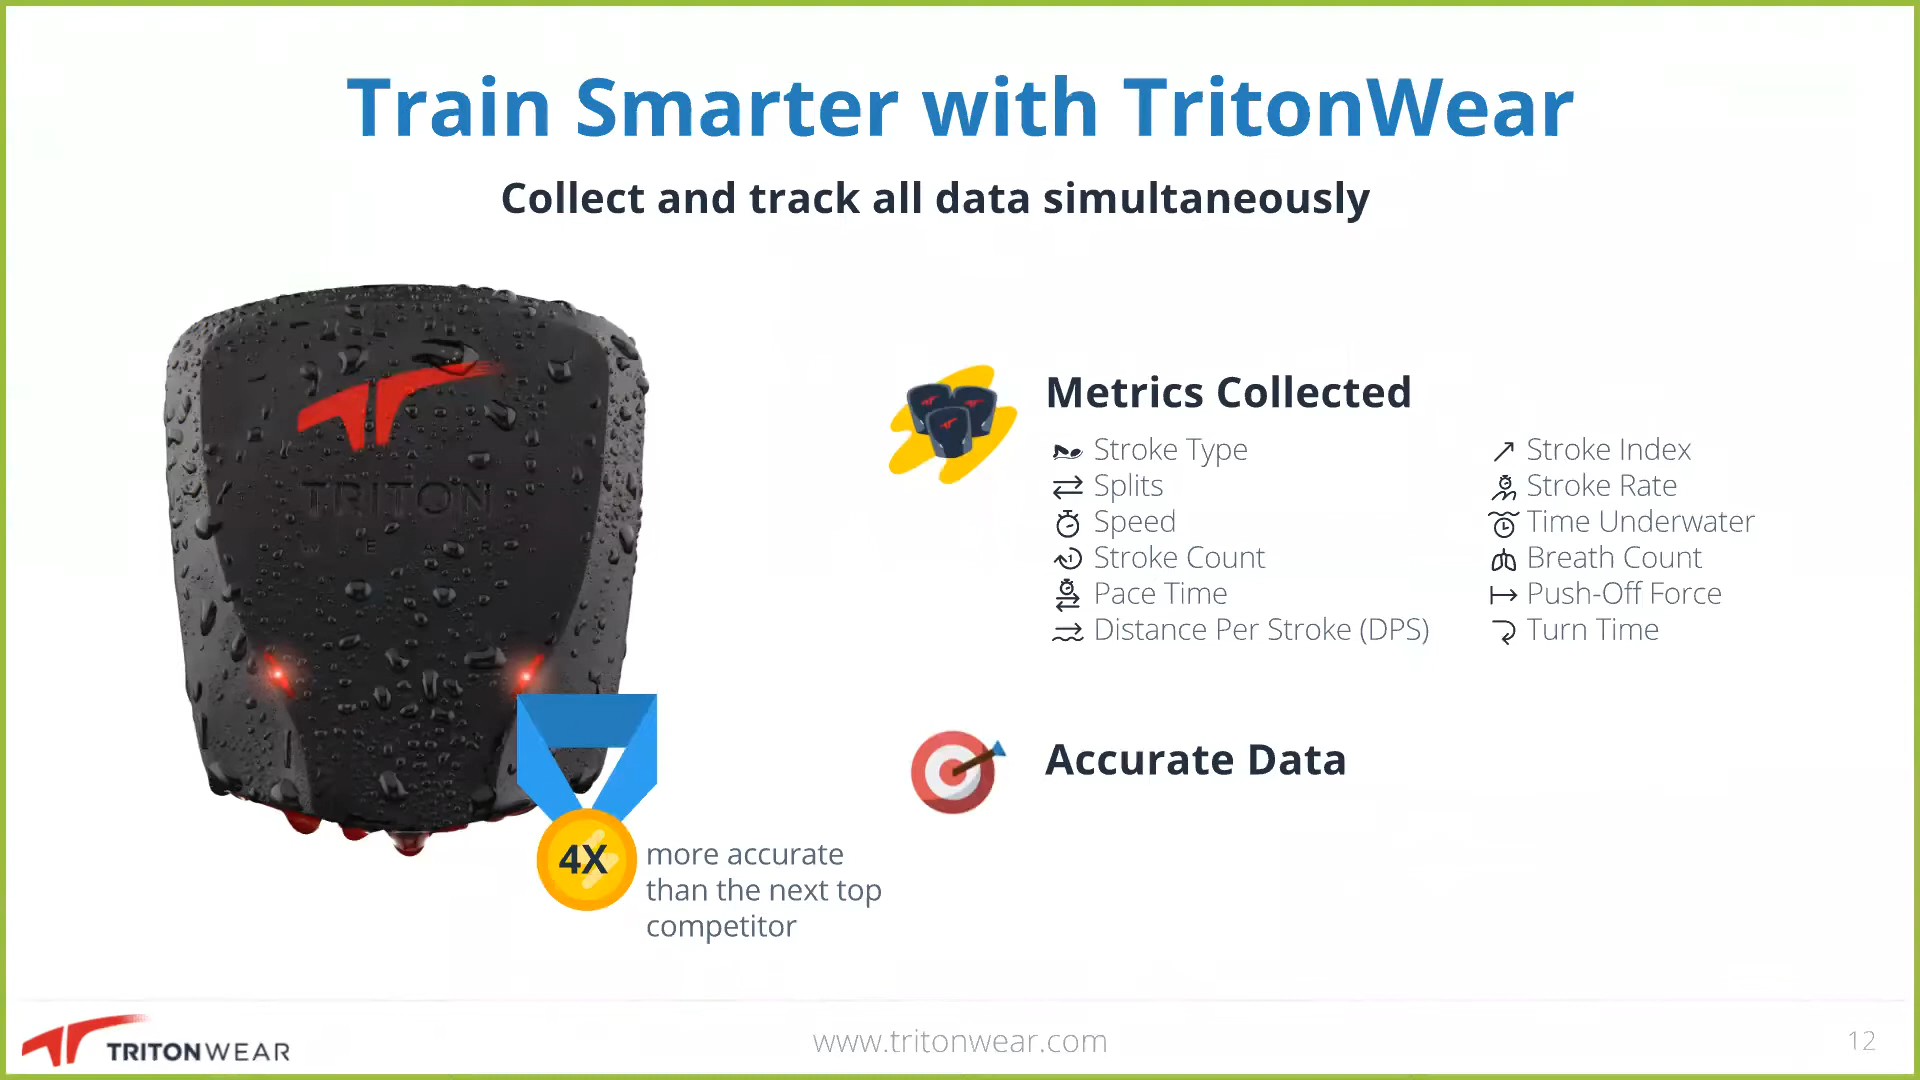 Train Smarter with TritonWear
Collect and track all data simultaneously
TRITON
W E A R
4X
more accurate
than the next top
competitor
Metrics Collected
Stroke Type
Splits
Speed
Stroke Count
Pace Time
Distance Per Stroke (DPS)
Stroke Index
Stroke Rate
Time Underwater
Breath Count
Push-Off Force
Turn Time
Accurate Data
TRITONWEAR
www.tritonwear.com
12